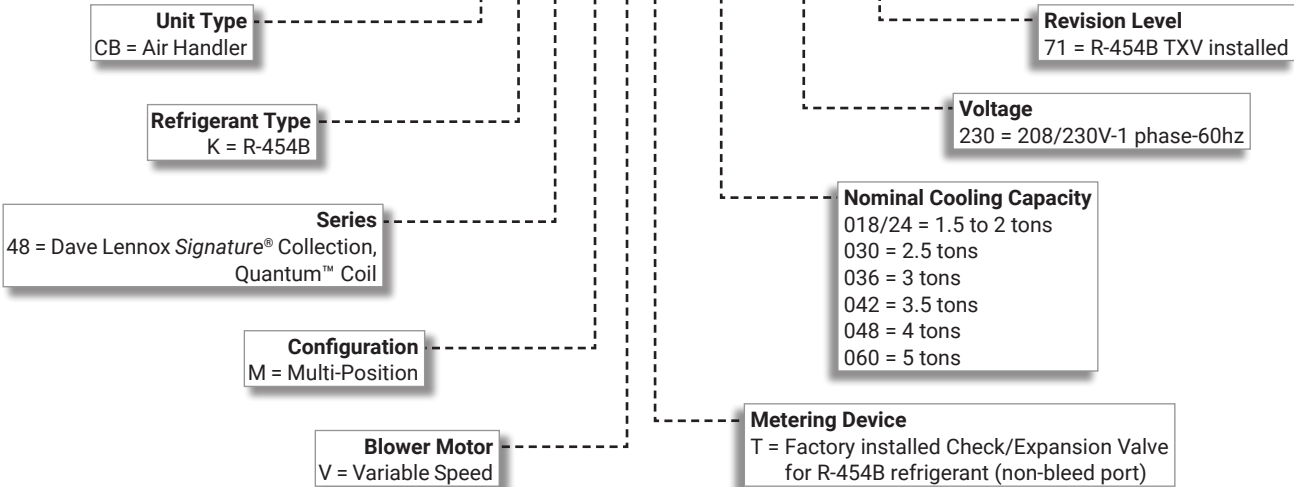 Unit Type
CB = Air Handler
Refrigerant Type
K = R-454B
Series
48 = Dave Lennox Signature® Collection,
Quantum™ Coil
Configuration
M = Multi-Position
Blower Motor
V = Variable Speed
Revision Level
71 = R-454B TXV installed
Voltage
230 = 208/230V-1 phase-60hz
Nominal Cooling Capacity
018/24 = 1.5 to 2 tons
030 = 2.5 tons
036 = 3 tons
042 = 3.5 tons
048 = 4 tons
060 = 5 tons
Metering Device
T = Factory installed Check/Expansion Valve
for R-454B refrigerant (non-bleed port)